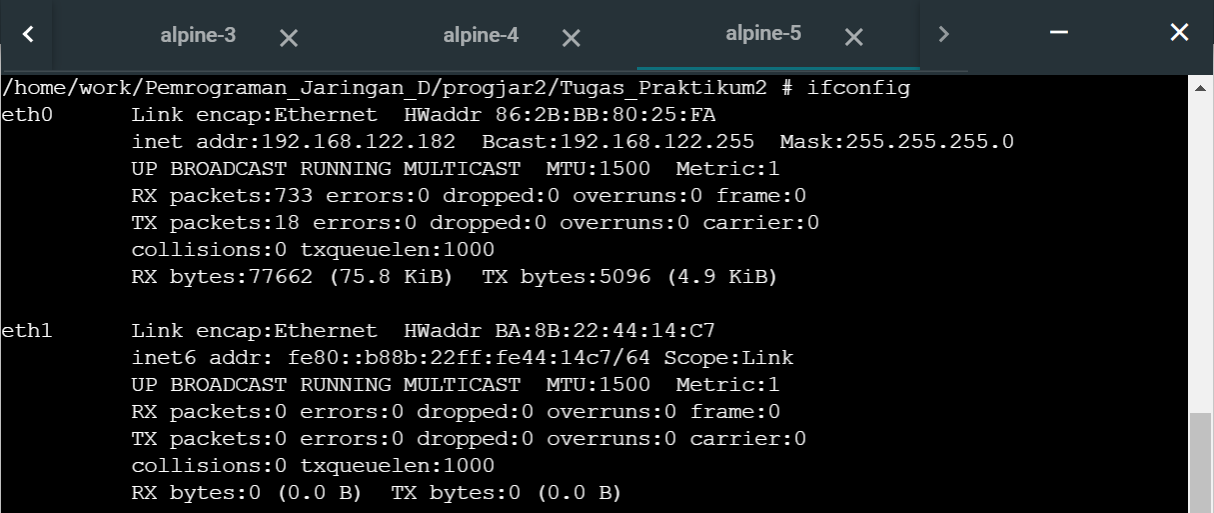 alpine-3 alpine-4 alpine-5
/home/work/Pemrograman_Jaringan_D/progjar2/Tugas_Praktikum2 # ifconfig
eth0      Link encap:Ethernet  HWaddr 86:2B:BB:80:25:FA
          inet addr:192.168.122.182  Bcast:192.168.122.255  Mask:255.255.255.0
          UP BROADCAST RUNNING MULTICAST  MTU:1500  Metric:1
          RX packets:733 errors:0 dropped:0 overruns:0 frame:0
          TX packets:18 errors:0 dropped:0 overruns:0 carrier:0
          collisions:0 txqueuelen:1000
          RX bytes:77662 (75.8 KiB)  TX bytes:5096 (4.9 KiB)

eth1      Link encap:Ethernet  HWaddr BA:8B:22:44:14:C7
          inet6 addr: fe80::b88b:22ff:fe44:14c7/64 Scope:Link
          UP BROADCAST RUNNING MULTICAST  MTU:1500  Metric:1
          RX packets:0 errors:0 dropped:0 overruns:0 frame:0
          TX packets:0 errors:0 dropped:0 overruns:0 carrier:0
          collisions:0 txqueuelen:1000
          RX bytes:0 (0.0 B)  TX bytes:0 (0.0 B)